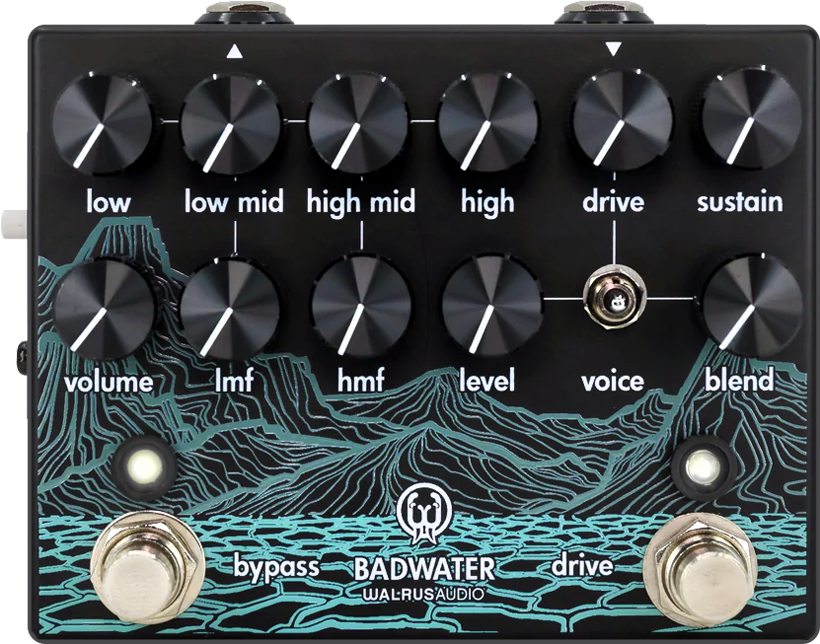 low low mid high mid high drive sustain
volume lmf hmf level voice blend
bypass BADWATER drive
WALRUSAUDIO